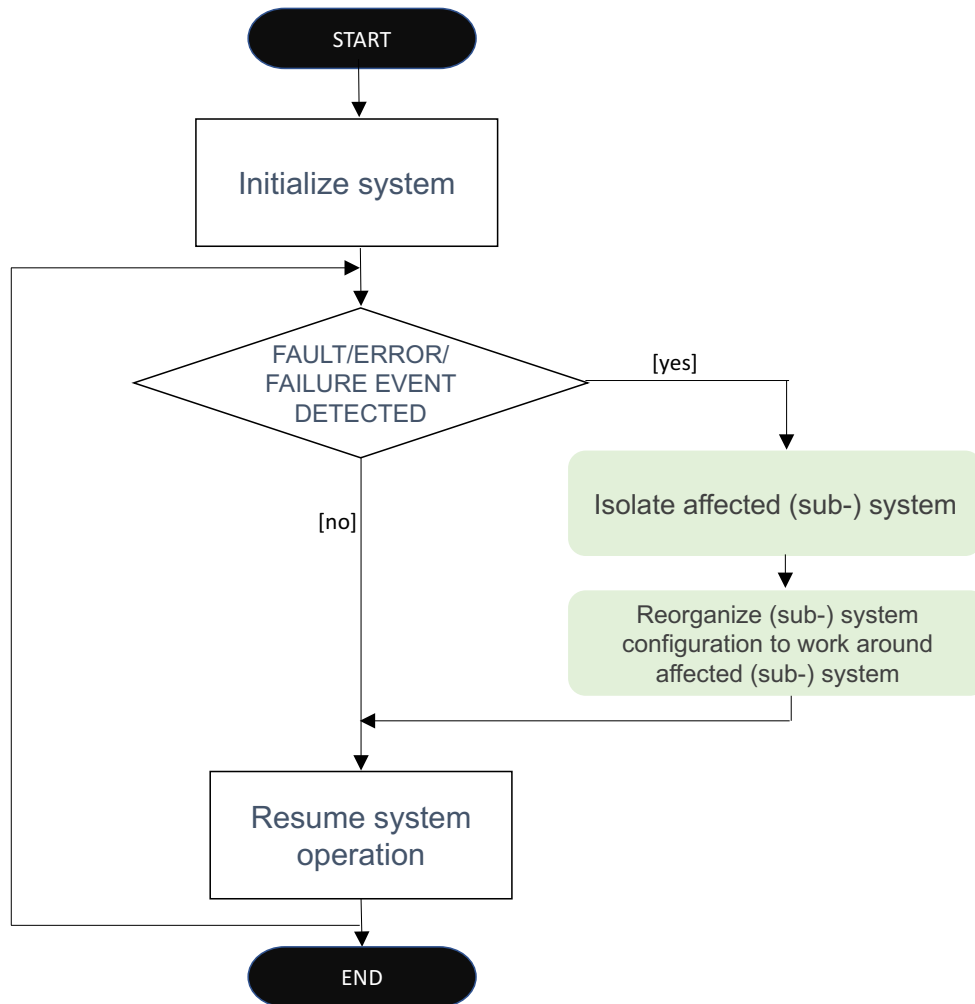 START
Initialize system
FAULT/ERROR/
FAILURE EVENT
DETECTED
[yes]
Isolate affected (sub-) system
[no]
Reorganize (sub-) system
configuration to work around
affected (sub-) system
Resume system
operation
END